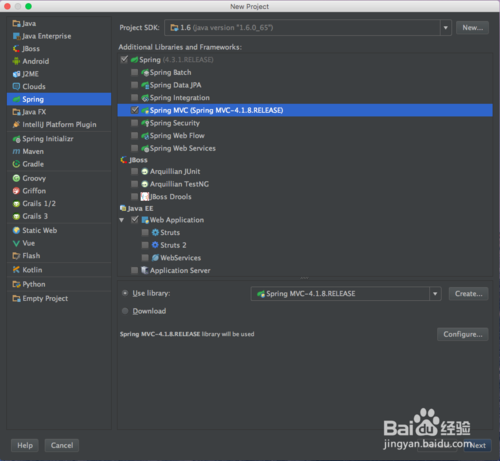 New Project
Java
Java Enterprise
JBoss
Android
J2ME
Clouds
Spring
Java FX
IntelliJ Platform Plugin
Spring Initializr
Maven
Gradle
Groovy
Griffon
Grails 1/2
Grails 3
Static Web
Vue
Flash
Kotlin
Python
Empty Project
Project SDK: 1.6 (java version "1.6.0_65") New...
Additional Libraries and Frameworks:
Spring (4.3.1.RELEASE)
Spring Batch
Spring Data JPA
Spring Integration
Spring MVC (Spring MVC-4.1.8.RELEASE)
Spring Security
Spring Web Flow
Spring Web Services
JBoss
Arquillian JUnit
Arquillian TestNG
JBoss Drools
Java EE
Web Application
Struts
Struts 2
WebServices
Application Server
Use library: Spring MVC-4.1.8.RELEASE Create...
Download
Spring MVC-4.1.8.RELEASE library will be used Configure...
Help Cancel Next
Baidu经验
jingyan.baidu.com